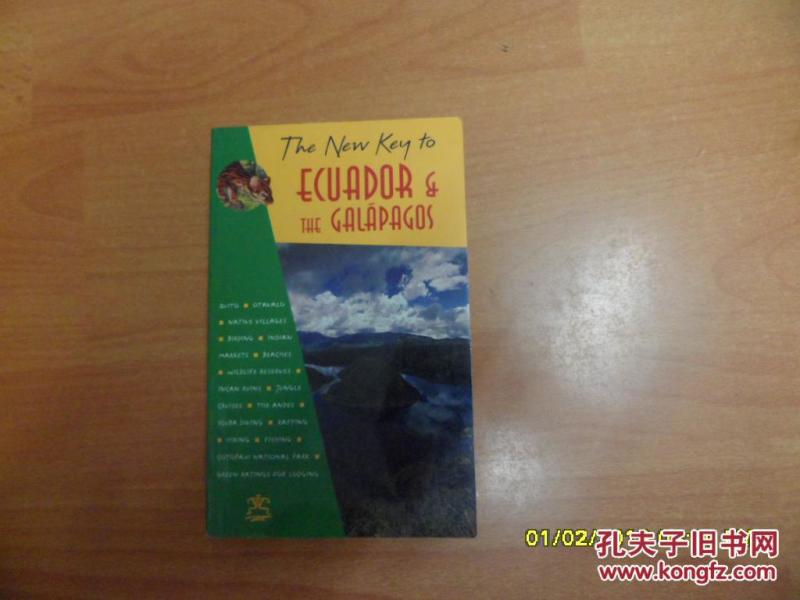 The New Key to
ECUADOR &
THE GALÁPAGOS
QUITO ■ OTAVALO
■ NATIVE VILLAGES
■ BIRDING ■ INDIAN
MARKETS ■ BEACHES
■ WILDLIFE RESERVES ■
INCAN RUINS ■ JUNGLE
CRUISES ■ THE ANDES ■
SCUBA DIVING ■ RAFTING
■ HIKING ■ FISHING ■
COTOPAXI NATIONAL PARK ■
GREEN RATINGS FOR LODGING
01/02/
孔夫子旧书网
www.kongfz.com